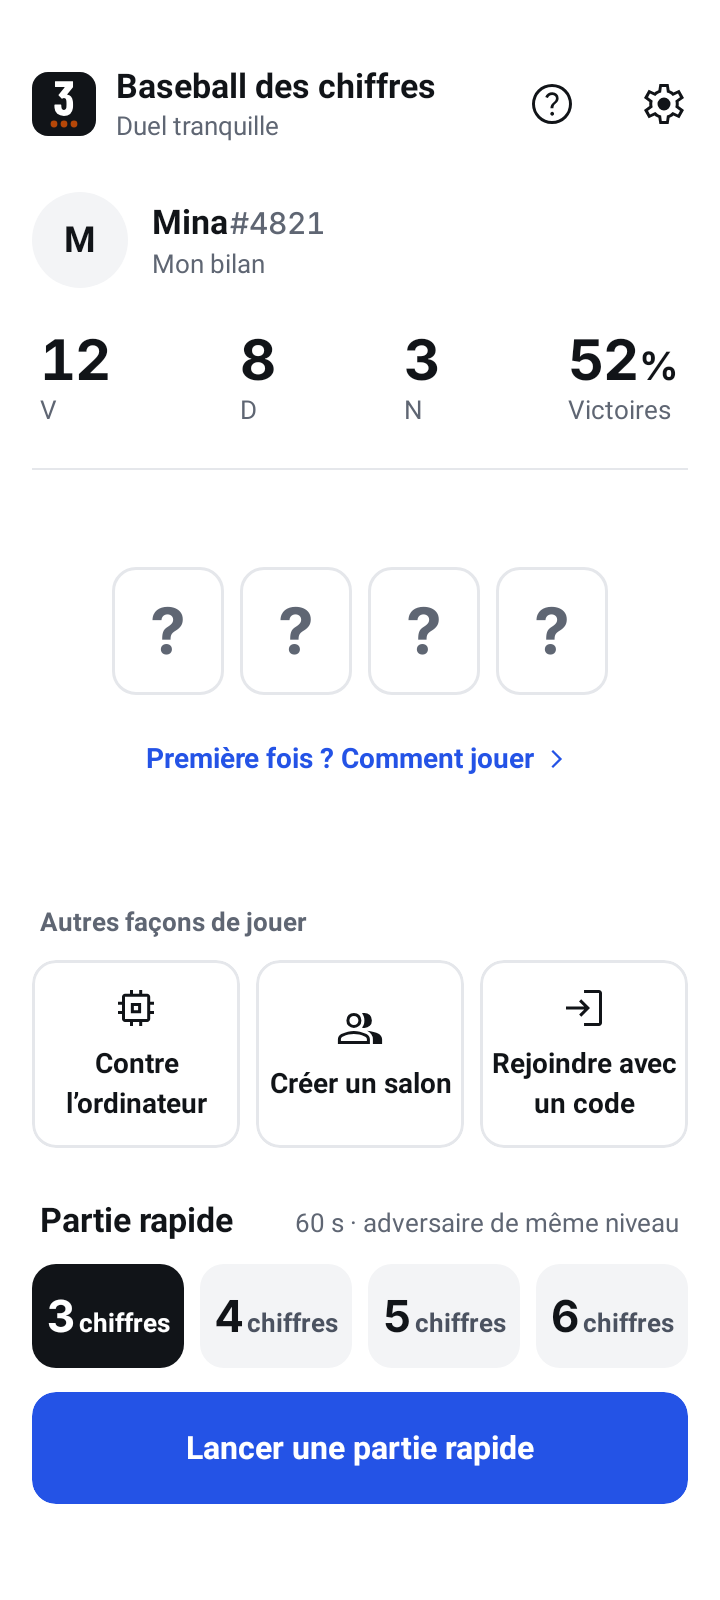 3
Baseball des chiffres
Duel tranquille
M
Mina#4821
Mon bilan
12 8 3 52%
V D N Victoires
? ? ? ?
Première fois ? Comment jouer
Autres façons de jouer
Contre
l’ordinateur
Créer un salon
Rejoindre avec
un code
Partie rapide 60 s · adversaire de même niveau
3 chiffres 4 chiffres 5 chiffres 6 chiffres
Lancer une partie rapide